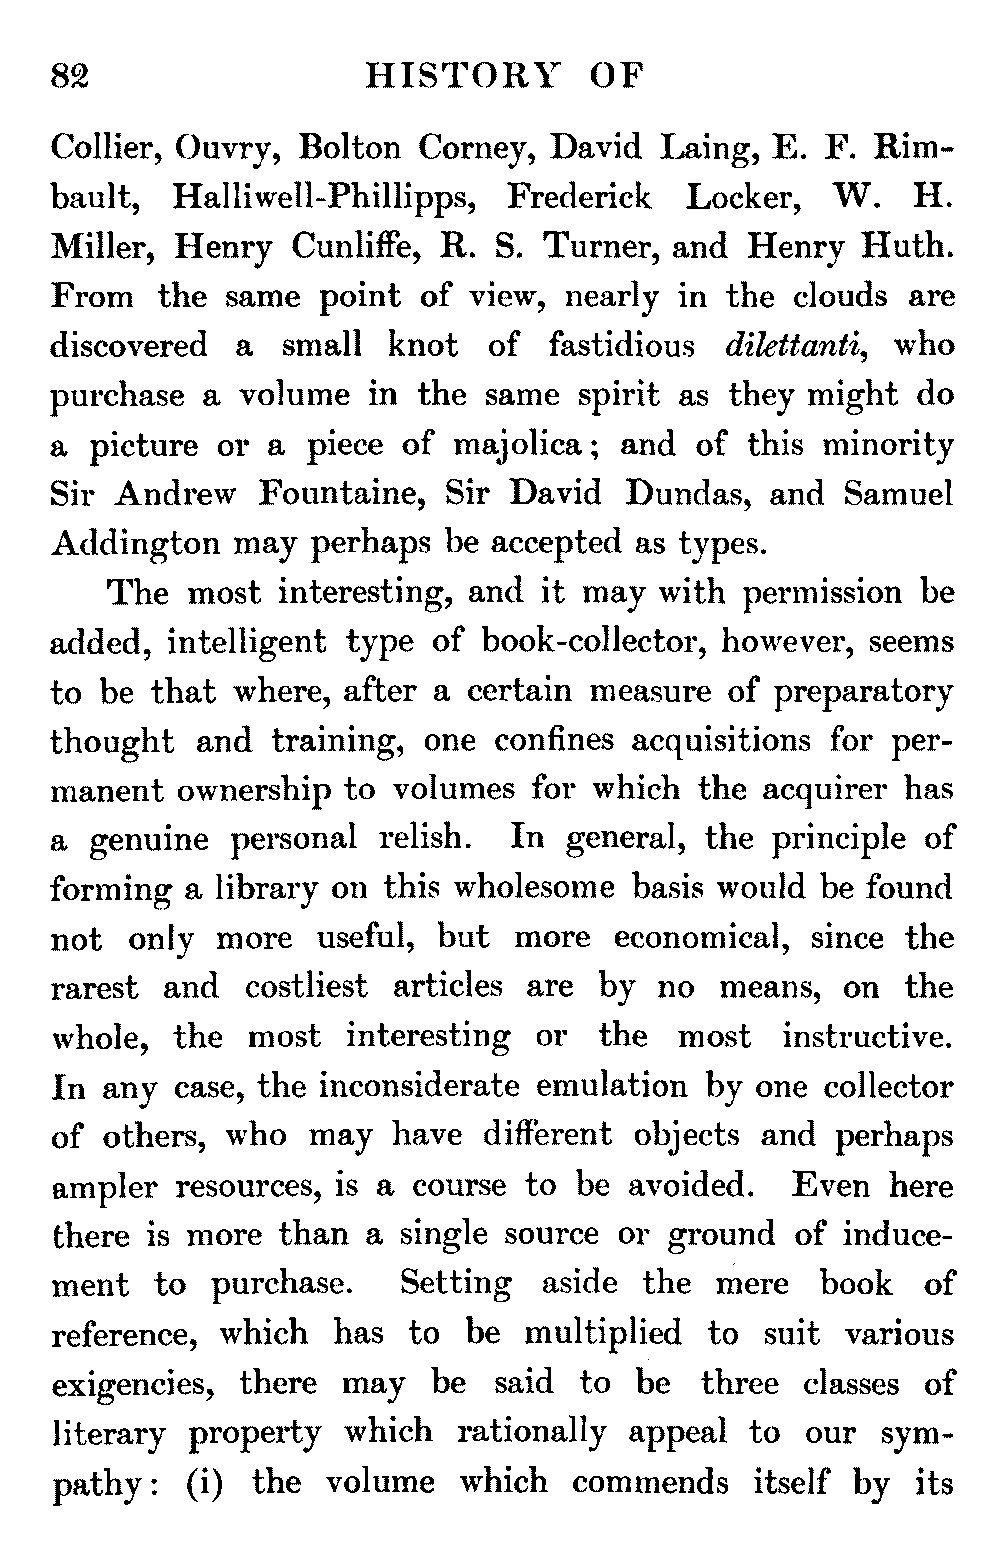 82 HISTORY OF
Collier, Ouvry, Bolton Corney, David Laing, E. F. Rim-
bault, Halliwell-Phillipps, Frederick Locker, W. H.
Miller, Henry Cunliffe, R. S. Turner, and Henry Huth.
From the same point of view, nearly in the clouds are
discovered a small knot of fastidious dilettanti, who
purchase a volume in the same spirit as they might do
a picture or a piece of majolica; and of this minority
Sir Andrew Fountaine, Sir David Dundas, and Samuel
Addington may perhaps be accepted as types.
The most interesting, and it may with permission be
added, intelligent type of book-collector, however, seems
to be that where, after a certain measure of preparatory
thought and training, one confines acquisitions for per-
manent ownership to volumes for which the acquirer has
a genuine personal relish. In general, the principle of
forming a library on this wholesome basis would be found
not only more useful, but more economical, since the
rarest and costliest articles are by no means, on the
whole, the most interesting or the most instructive.
In any case, the inconsiderate emulation by one collector
of others, who may have different objects and perhaps
ampler resources, is a course to be avoided. Even here
there is more than a single source or ground of induce-
ment to purchase. Setting aside the mere book of
reference, which has to be multiplied to suit various
exigencies, there may be said to be three classes of
literary property which rationally appeal to our sym-
pathy: (i) the volume which commends itself by its